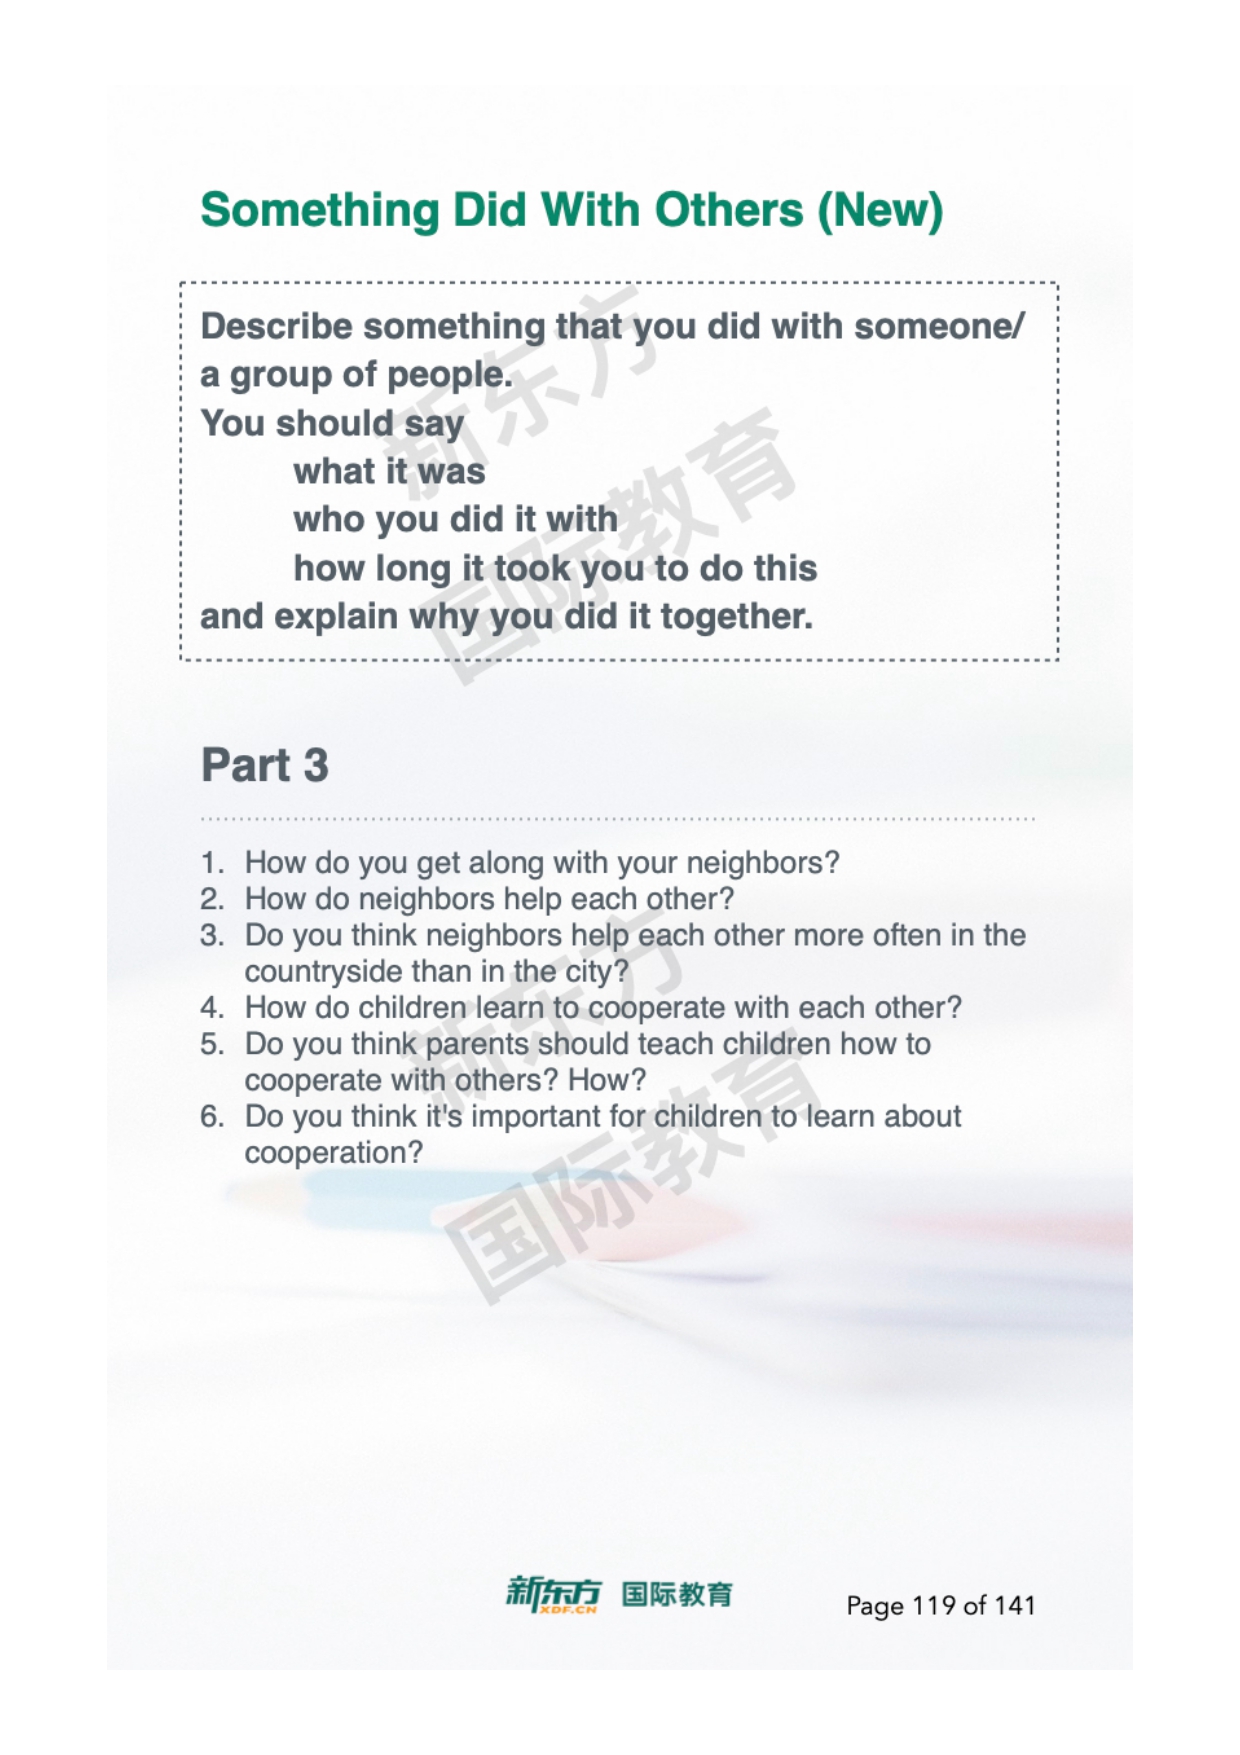 Something Did With Others (New)
Describe something that you did with someone/
a group of people.
You should say
what it was
who you did it with
how long it took you to do this
and explain why you did it together.
新东方
国际教育
Part 3
1. How do you get along with your neighbors?
2. How do neighbors help each other?
3. Do you think neighbors help each other more often in the
countryside than in the city?
4. How do children learn to cooperate with each other?
5. Do you think parents should teach children how to
cooperate with others? How?
6. Do you think it's important for children to learn about
cooperation?
新东方
国际教育
新东方 国际教育
XDF.CN
Page 119 of 141